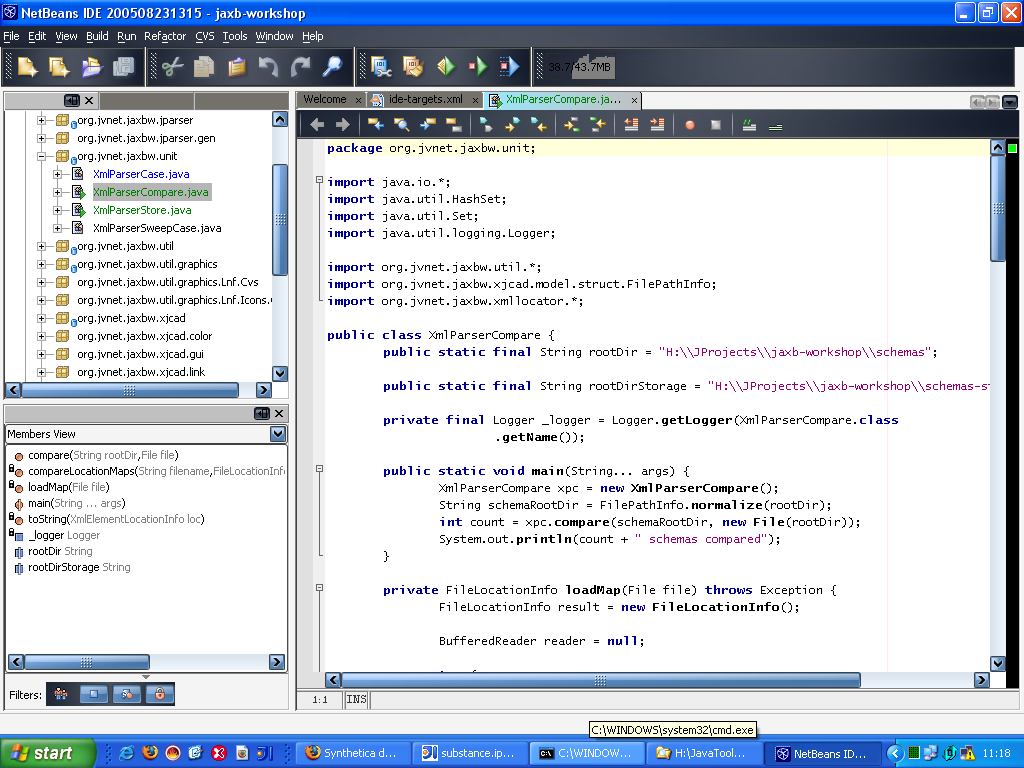 NetBeans IDE 200508231315 - jaxb-workshop
File Edit View Build Run Refactor CVS Tools Window Help
38.7/43.7MB
Welcome ide-targets.xml XmlParserCompare.ja...
org.jvnet.jaxbw.jparser
org.jvnet.jaxbw.jparser.gen
org.jvnet.jaxbw.unit
XmlParserCase.java
XmlParserCompare.java
XmlParserStore.java
XmlParserSweepCase.java
org.jvnet.jaxbw.util
org.jvnet.jaxbw.util.graphics
org.jvnet.jaxbw.util.graphics.Lnf.Cvs
org.jvnet.jaxbw.util.graphics.Lnf.Icons.
org.jvnet.jaxbw.xjcad
org.jvnet.jaxbw.xjcad.color
org.jvnet.jaxbw.xjcad.gui
org.jvnet.jaxbw.xjcad.link
Members View
compare(String rootDir,File file)
compareLocationMaps(String filename,FileLocationInfo
loadMap(File file)
main(String ... args)
toString(XmlElementLocationInfo loc)
_logger Logger
rootDir String
rootDirStorage String
Filters:
package org.jvnet.jaxbw.unit;
import java.io.*;
import java.util.HashSet;
import java.util.Set;
import java.util.logging.Logger;
import org.jvnet.jaxbw.util.*;
import org.jvnet.jaxbw.xjcad.model.struct.FilePathInfo;
import org.jvnet.jaxbw.xmllocator.*;
public class XmlParserCompare {
public static final String rootDir = "H:\\JProjects\\jaxb-workshop\\schemas";
public static final String rootDirStorage = "H:\\JProjects\\jaxb-workshop\\schemas-st
private final Logger _logger = Logger.getLogger(XmlParserCompare.class
.getName());
public static void main(String... args) {
XmlParserCompare xpc = new XmlParserCompare();
String schemaRootDir = FilePathInfo.normalize(rootDir);
int count = xpc.compare(schemaRootDir, new File(rootDir));
System.out.println(count + " schemas compared");
}
private FileLocationInfo loadMap(File file) throws Exception {
FileLocationInfo result = new FileLocationInfo();
BufferedReader reader = null;
1:1 INS
C:\WINDOWS\system32\cmd.exe
start
Synthetica d... substance.ip... C:\WINDOW... H:\JavaTool... NetBeans ID... 11:18